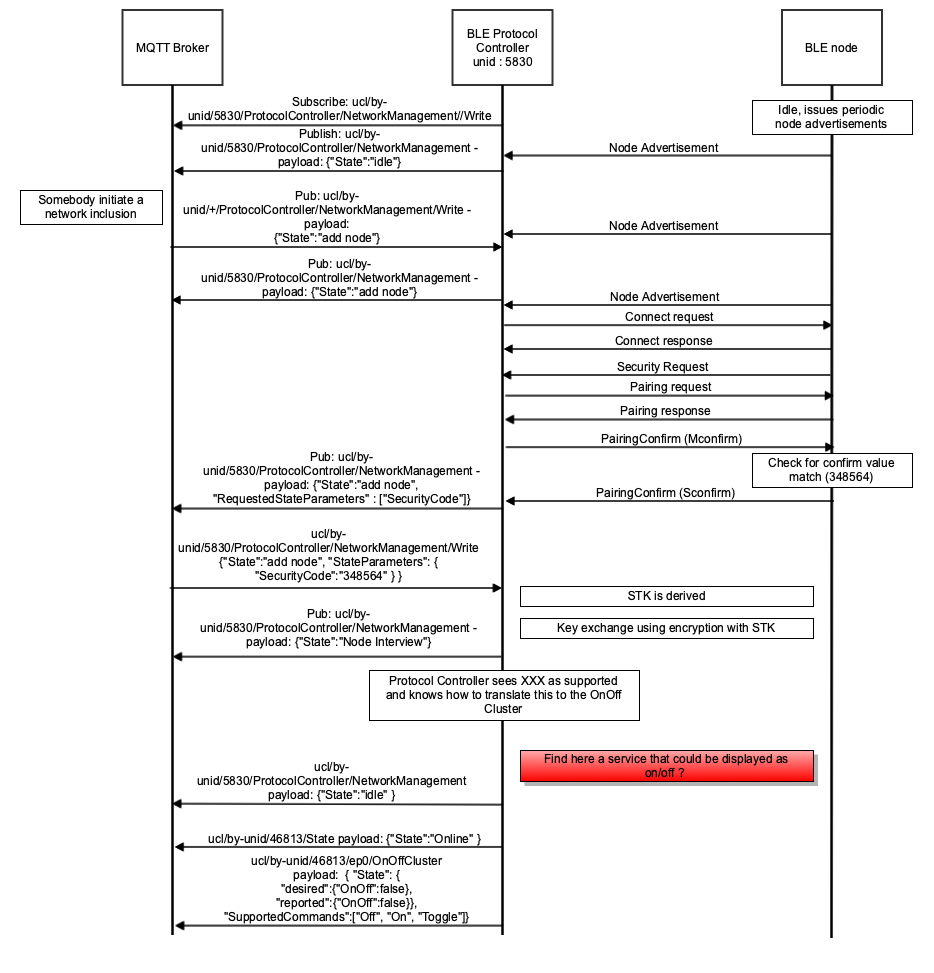 MQTT Broker
BLE Protocol
Controller
unid : 5830
BLE node
Subscribe: ucl/by-
unid/5830/ProtocolController/NetworkManagement//Write
Idle, issues periodic
node advertisements
Publish: ucl/by-
unid/5830/ProtocolController/NetworkManagement -
payload: {"State":"idle"}
Node Advertisement
Somebody initiate a
network inclusion
Pub: ucl/by-
unid/+/ProtocolController/NetworkManagement/Write -
payload:
{"State":"add node"}
Node Advertisement
Pub: ucl/by-
unid/5830/ProtocolController/NetworkManagement -
payload: {"State":"add node"}
Node Advertisement
Connect request
Connect response
Security Request
Pairing request
Pairing response
PairingConfirm (Mconfirm)
Pub: ucl/by-
unid/5830/ProtocolController/NetworkManagement -
payload: {"State":"add node",
"RequestedStateParameters" : ["SecurityCode"]}
Check for confirm value
match (348564)
PairingConfirm (Sconfirm)
ucl/by-
unid/5830/ProtocolController/NetworkManagement/Write
{"State":"add node", "StateParameters": {
"SecurityCode":"348564" } }
STK is derived
Pub: ucl/by-
unid/5830/ProtocolController/NetworkManagement -
payload: {"State":"Node Interview"}
Key exchange using encryption with STK
Protocol Controller sees XXX as supported
and knows how to translate this to the OnOff
Cluster
Find here a service that could be displayed as
on/off ?
ucl/by-
unid/5830/ProtocolController/NetworkManagement
payload: {"State":"idle" }
ucl/by-unid/46813/State payload: {"State":"Online" }
ucl/by-unid/46813/ep0/OnOffCluster
payload: { "State": {
"desired":{"OnOff":false},
"reported":{"OnOff":false}},
"SupportedCommands":["Off", "On", "Toggle"]}